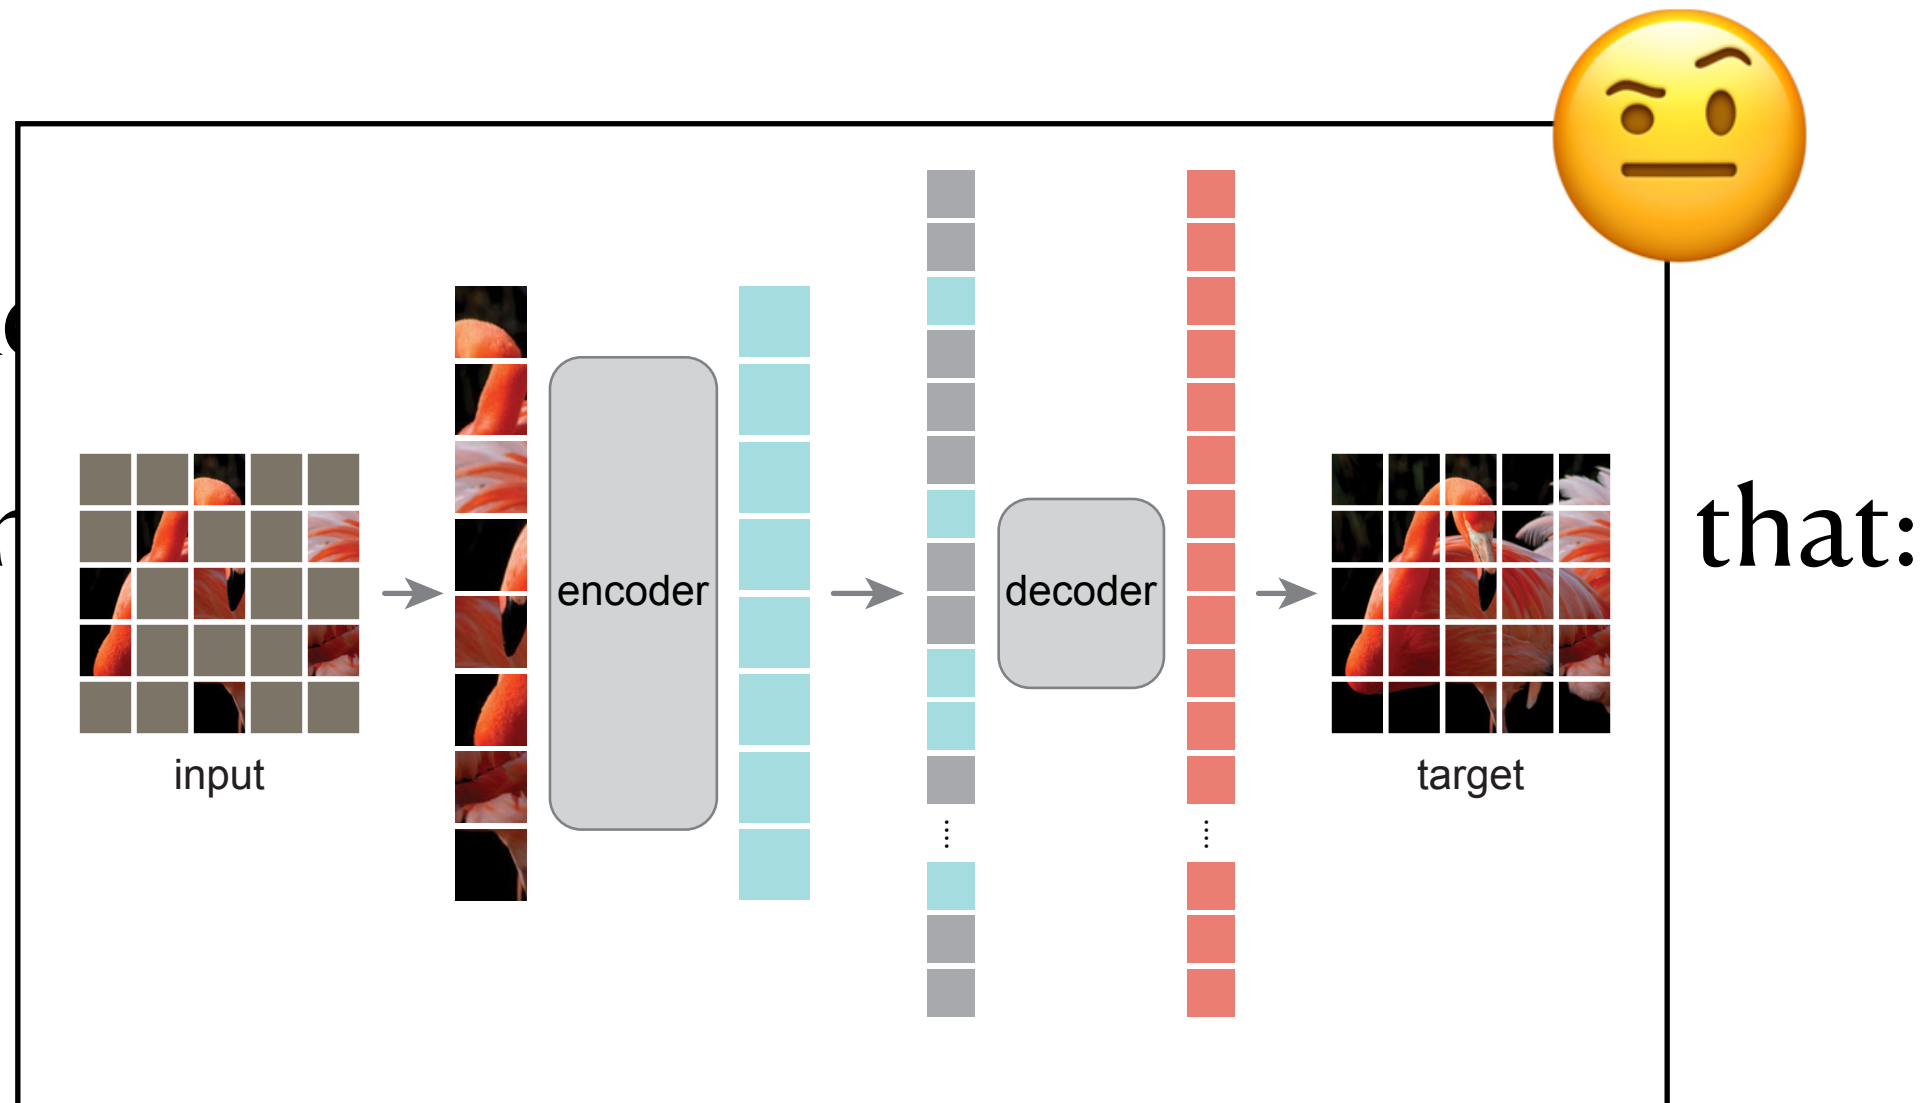 that:
encoder
decoder
input
target